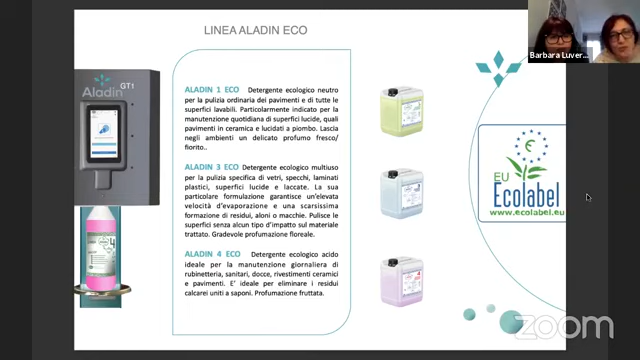 LINEA ALADIN ECO
Barbara Luver...
Aladin
GT1
ALADIN 1 ECO Detergente ecologico neutro
per la pulizia ordinaria dei pavimenti e di tutte le
superfici lavabili. Particolarmente indicato per la
manutenzione quotidiana di superfici lucide, quali
pavimenti in ceramica e lucidati a piombo. Lascia
negli ambienti un delicato profumo fresco/
fiorito..
ALADIN 3 ECO Detergente ecologico multiuso
per la pulizia specifica di vetri, specchi, laminati
plastici, superfici lucide e laccate. La sua
particolare formulazione garantisce un'elevata
velocità d'evaporazione e una scarsissima
formazione di residui, aloni o macchie. Pulisce le
superfici senza alcun tipo d'impatto sul materiale
trattato. Gradevole profumazione floreale.
ALADIN 4 ECO Detergente ecologico acido
ideale per la manutenzione giornaliera di
rubinetteria, sanitari, docce, rivestimenti ceramici
e pavimenti. E' ideale per eliminare i residui
calcarei uniti a saponi. Profumazione fruttata.
4
EU
Ecolabel
www.ecolabel.eu
zoom